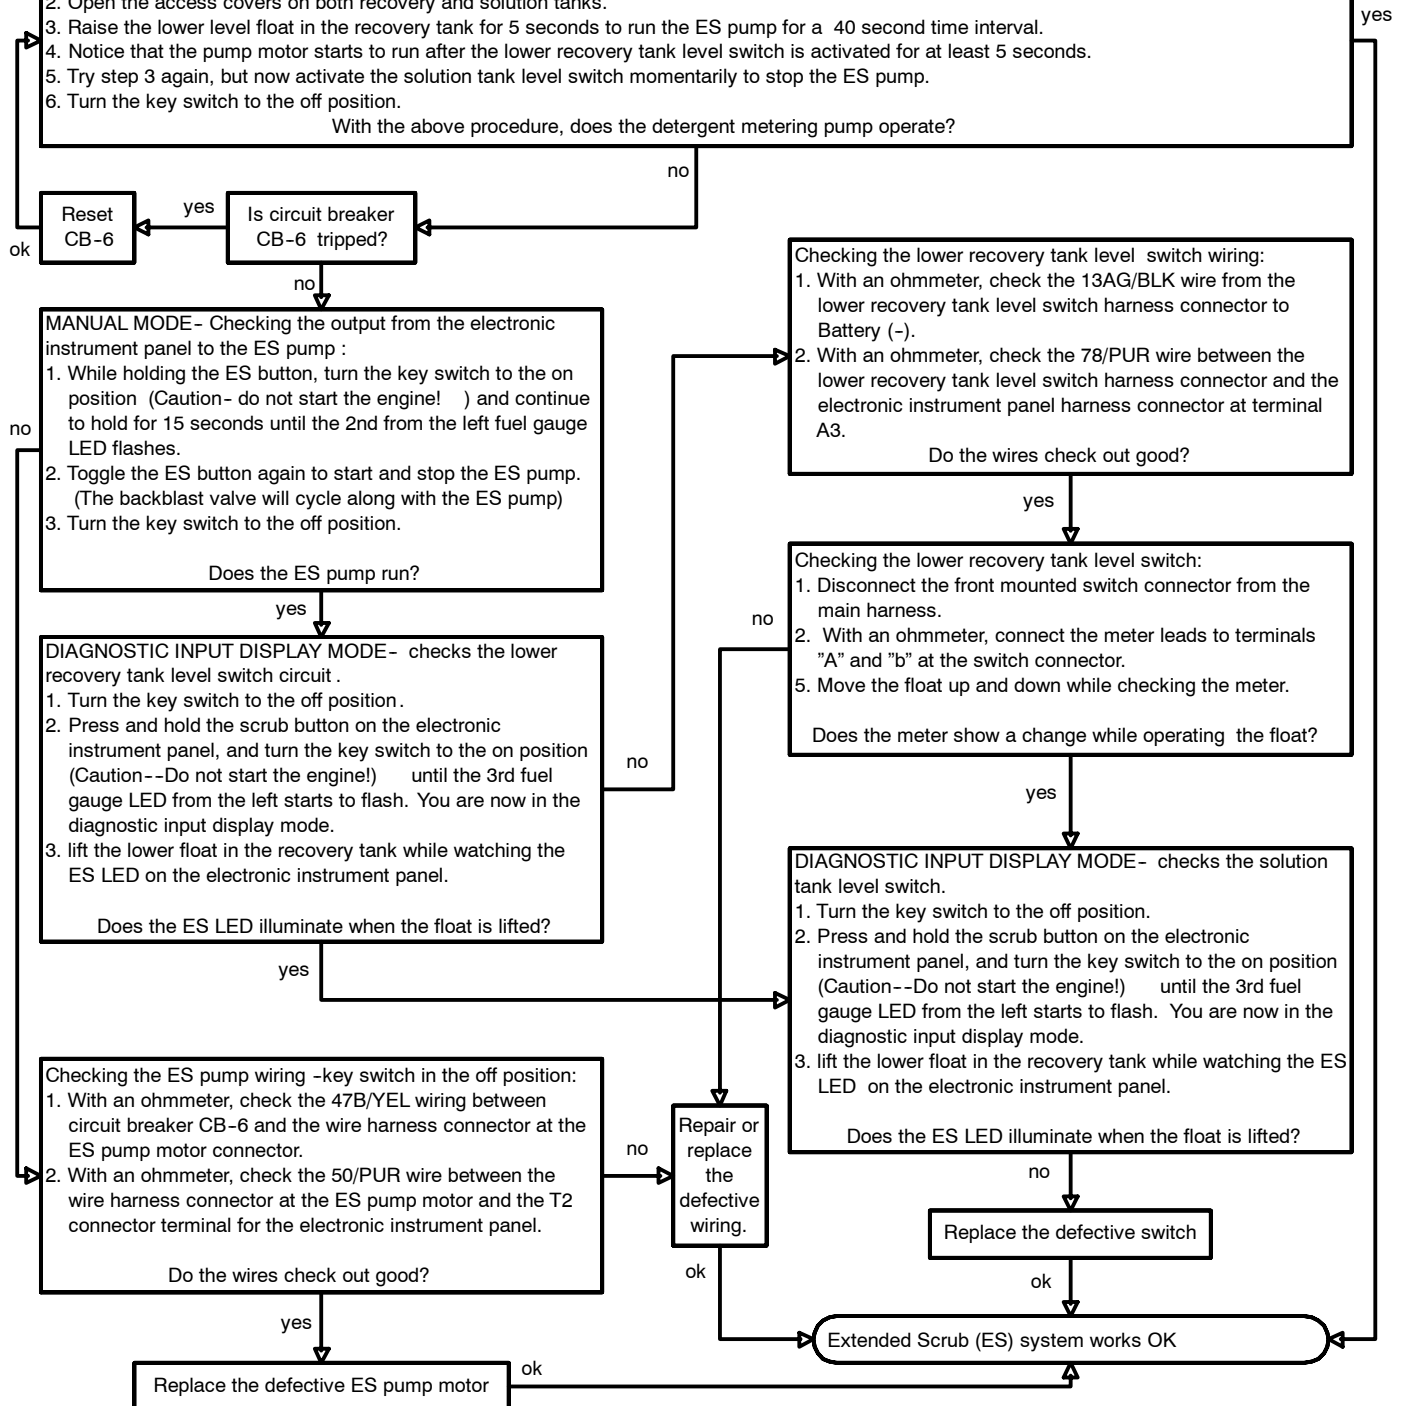 2. Open the access covers on both recovery and solution tanks.
3. Raise the lower level float in the recovery tank for 5 seconds to run the ES pump for a 40 second time interval.
4. Notice that the pump motor starts to run after the lower recovery tank level switch is activated for at least 5 seconds.
5. Try step 3 again, but now activate the solution tank level switch momentarily to stop the ES pump.
6. Turn the key switch to the off position.
With the above procedure, does the detergent metering pump operate?
yes
no
Is circuit breaker
CB-6 tripped?
yes
Reset
CB-6
ok
no
MANUAL MODE- Checking the output from the electronic
instrument panel to the ES pump :
1. While holding the ES button, turn the key switch to the on
position (Caution- do not start the engine! ) and continue
to hold for 15 seconds until the 2nd from the left fuel gauge
LED flashes.
2. Toggle the ES button again to start and stop the ES pump.
(The backblast valve will cycle along with the ES pump)
3. Turn the key switch to the off position.
Does the ES pump run?
no
yes
DIAGNOSTIC INPUT DISPLAY MODE- checks the lower
recovery tank level switch circuit .
1. Turn the key switch to the off position .
2. Press and hold the scrub button on the electronic
instrument panel, and turn the key switch to the on position
(Caution--Do not start the engine!) until the 3rd fuel
gauge LED from the left starts to flash. You are now in the
diagnostic input display mode.
3. lift the lower float in the recovery tank while watching the
ES LED on the electronic instrument panel.
Does the ES LED illuminate when the float is lifted?
no
yes
Checking the ES pump wiring -key switch in the off position:
1. With an ohmmeter, check the 47B/YEL wiring between
circuit breaker CB-6 and the wire harness connector at the
ES pump motor connector.
2. With an ohmmeter, check the 50/PUR wire between the
wire harness connector at the ES pump motor and the T2
connector terminal for the electronic instrument panel.
Do the wires check out good?
no
yes
Replace the defective ES pump motor
ok
Checking the lower recovery tank level switch wiring:
1. With an ohmmeter, check the 13AG/BLK wire from the
lower recovery tank level switch harness connector to
Battery (-).
2. With an ohmmeter, check the 78/PUR wire between the
lower recovery tank level switch harness connector and the
electronic instrument panel harness connector at terminal
A3.
Do the wires check out good?
yes
Checking the lower recovery tank level switch:
1. Disconnect the front mounted switch connector from the
main harness.
2. With an ohmmeter, connect the meter leads to terminals
”A” and ”b” at the switch connector.
5. Move the float up and down while checking the meter.
Does the meter show a change while operating the float?
no
yes
DIAGNOSTIC INPUT DISPLAY MODE- checks the solution
tank level switch.
1. Turn the key switch to the off position.
2. Press and hold the scrub button on the electronic
instrument panel, and turn the key switch to the on position
(Caution--Do not start the engine!) until the 3rd fuel
gauge LED from the left starts to flash. You are now in the
diagnostic input display mode.
3. lift the lower float in the recovery tank while watching the ES
LED on the electronic instrument panel.
Does the ES LED illuminate when the float is lifted?
no
Repair or
replace
the
defective
wiring.
ok
Replace the defective switch
ok
Extended Scrub (ES) system works OK